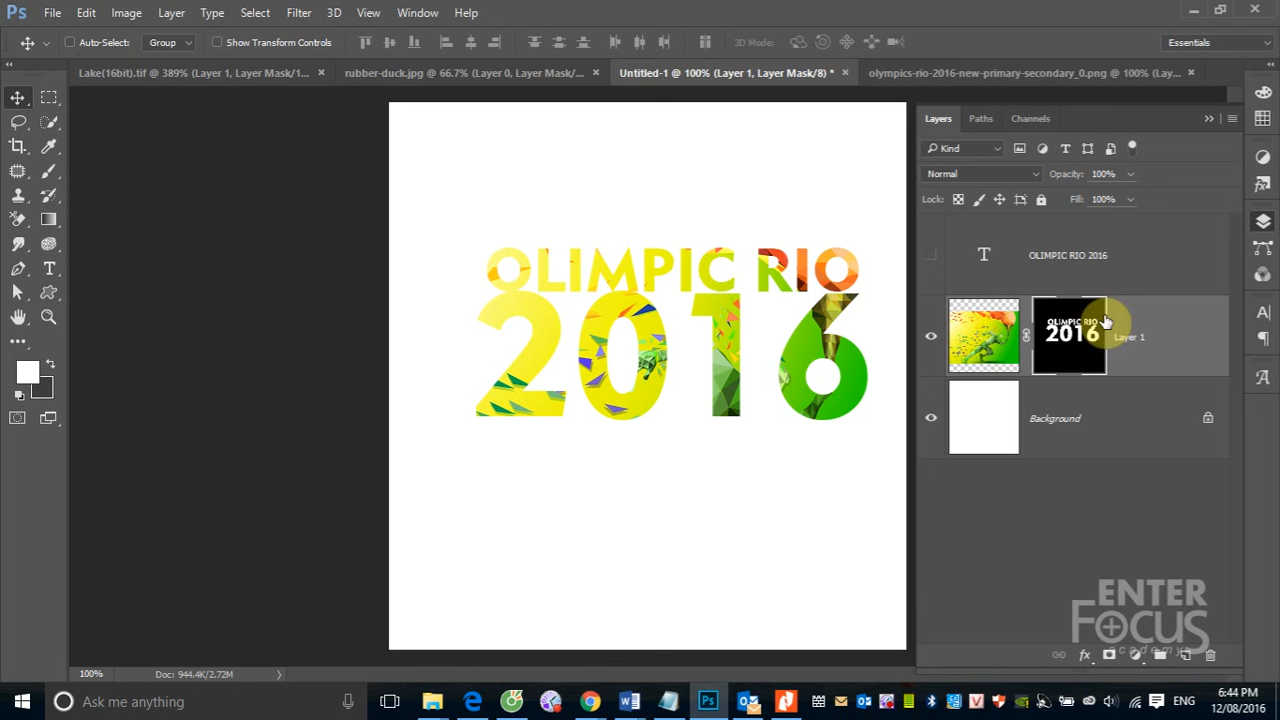 Ps File Edit Image Layer Type Select Filter 3D View Window Help
Auto-Select: Group Show Transform Controls 3D Mode: Essentials
Lake(16bit).tif @ 389% (Layer 1, Layer Mask/1... × rubber-duck.jpg @ 66.7% (Layer 0, Layer Mask/... × Untitled-1 @ 100% (Layer 1, Layer Mask/8) * × olympics-rio-2016-new-primary-secondary_0.png @ 100% (Lay... ×
Layers Paths Channels
Kind
Normal Opacity: 100%
Lock: Fill: 100%
T OLIMPIC RIO 2016
OLIMPIC RIO
2016
OLIMPIC RIO
2016
Layer 1
Background
ENTER
FOCUS
academy
100% Doc: 944.4K/2.72M
Ask me anything
ENG
6:44 PM
12/08/2016